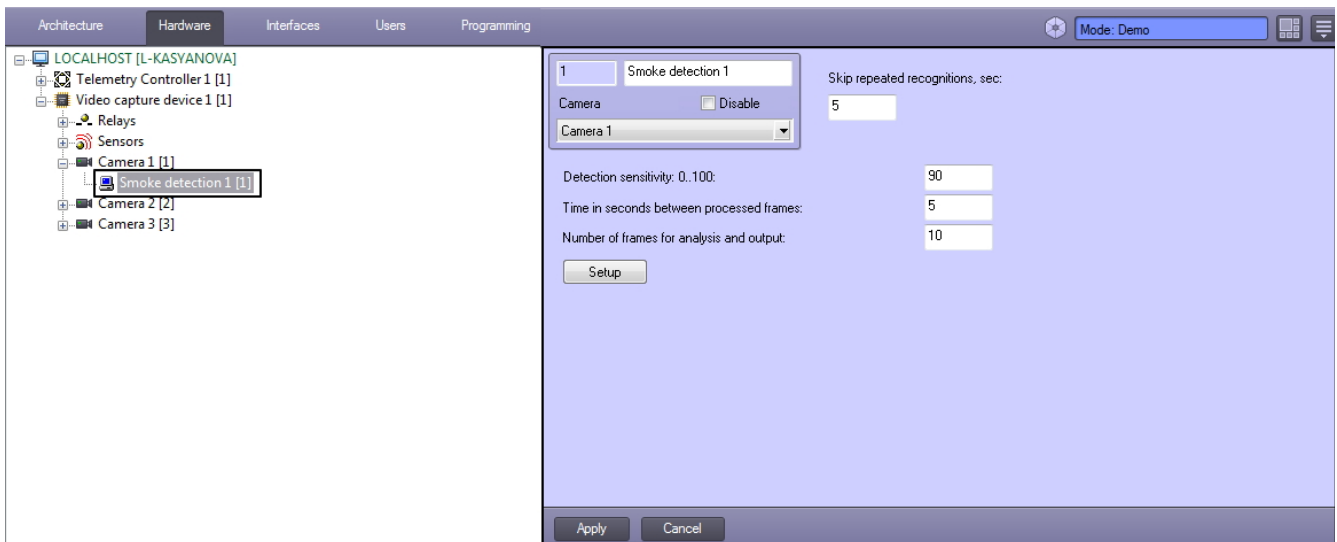 Architecture Hardware Interfaces Users Programming Mode: Demo
LOCALHOST [L-KASYANOVA]
Telemetry Controller 1 [1]
Video capture device 1 [1]
Relays
Sensors
Camera 1 [1]
Smoke detection 1 [1]
Camera 2 [2]
Camera 3 [3]
1 Smoke detection 1
Camera Disable
Camera 1
Skip repeated recognitions, sec:
5
Detection sensitivity: 0..100: 90
Time in seconds between processed frames: 5
Number of frames for analysis and output: 10
Setup
Apply Cancel